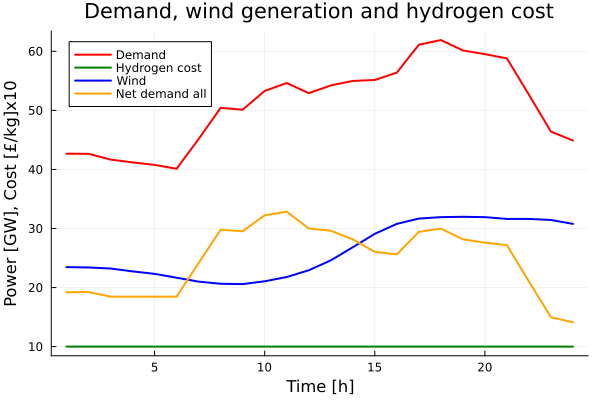 Demand, wind generation and hydrogen cost
Power [GW], Cost [£/kg]x10
60
50
40
30
20
10
Demand
Hydrogen cost
Wind
Net demand all
5
10
15
20
Time [h]